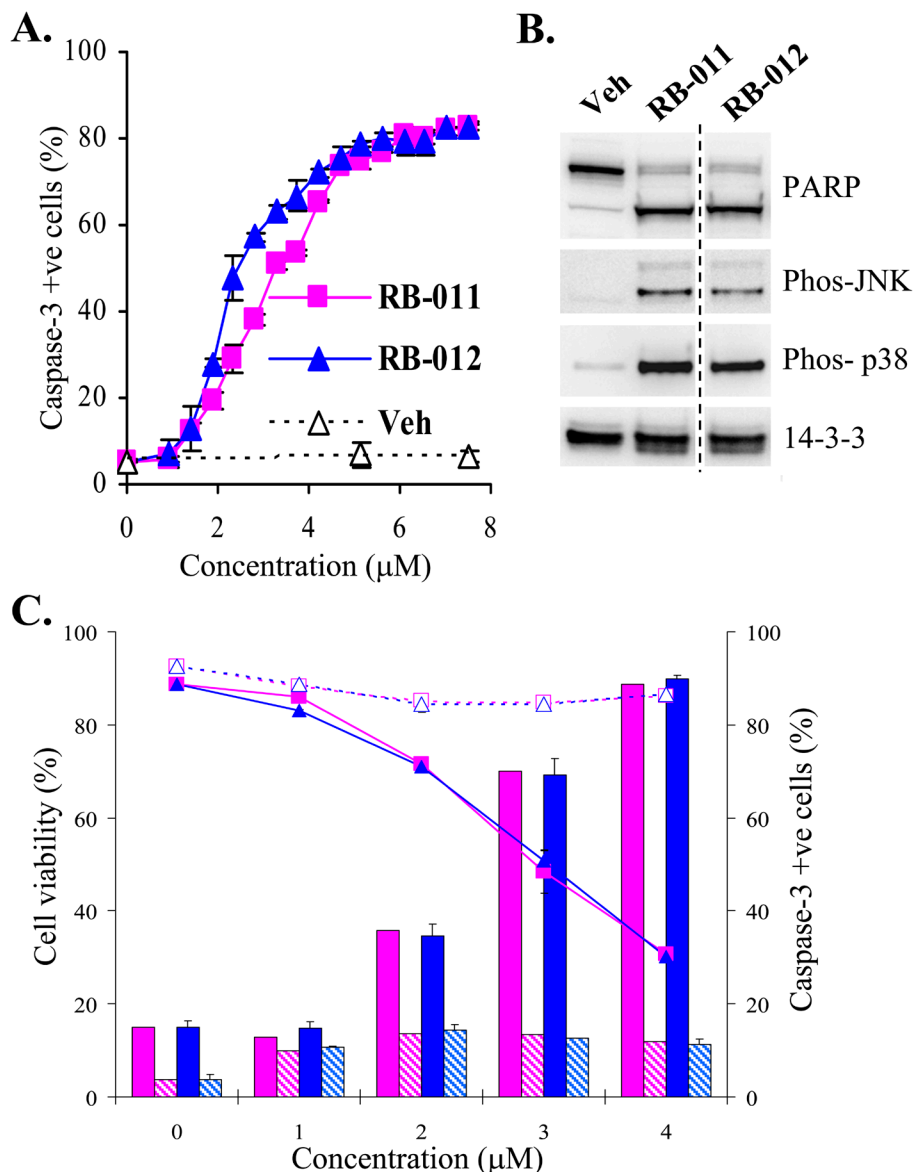 A.
100
80
60
40
20
0
Caspase-3 +ve cells (%)
RB-011
RB-012
Veh
0 2 4 6 8
Concentration (µM)
B.
Veh RB-011 RB-012
PARP
Phos-JNK
Phos- p38
14-3-3
C.
100
80
60
40
20
0
Cell viability (%)
100
80
60
40
20
0
Caspase-3 +ve cells (%)
0 1 2 3 4
Concentration (µM)